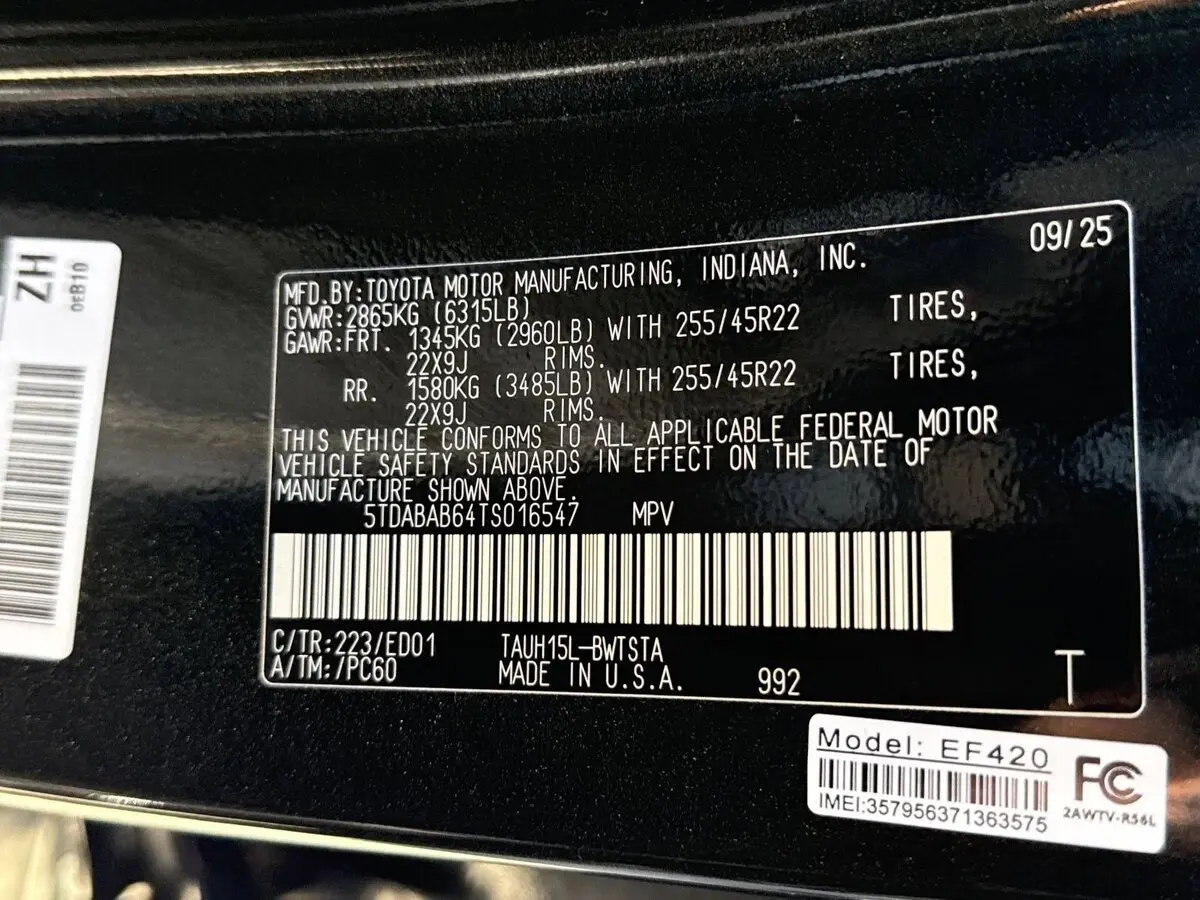 ZH
0EB10
09/25
MFD.BY:TOYOTA MOTOR MANUFACTURING, INDIANA, INC.
GVWR:2865KG (6315LB)
GAWR:FRT. 1345KG (2960LB) WITH 255/45R22 TIRES,
22X9J RIMS.
RR. 1580KG (3485LB) WITH 255/45R22 TIRES,
22X9J RIMS.
THIS VEHICLE CONFORMS TO ALL APPLICABLE FEDERAL MOTOR
VEHICLE SAFETY STANDARDS IN EFFECT ON THE DATE OF
MANUFACTURE SHOWN ABOVE.
5TDABAB64TS016547 MPV
C/TR:223/ED01 TAUH15L-BWTSTA
A/TM:/PC60 MADE IN U.S.A. 992 T
Model: EF420
FCC
IMEI:357956371363575
2AWTV-R56L